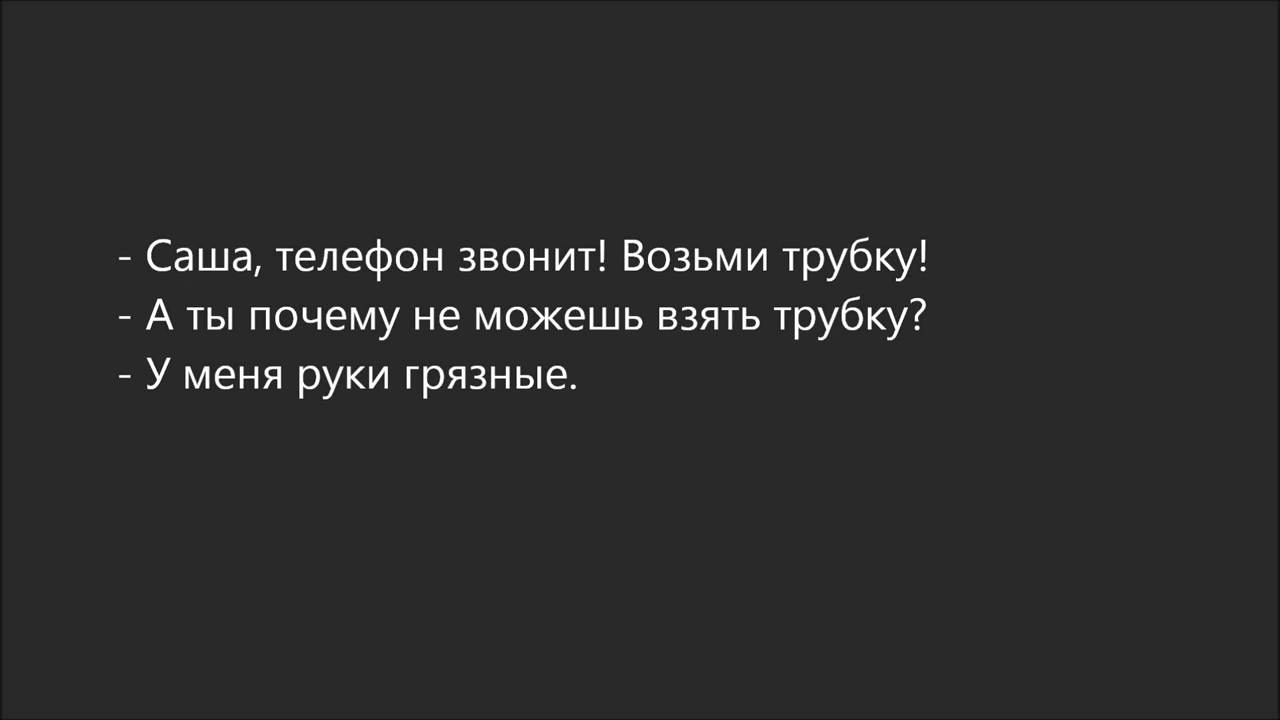 - Саша, телефон звонит! Возьми трубку!
- А ты почему не можешь взять трубку?
- У меня руки грязные.